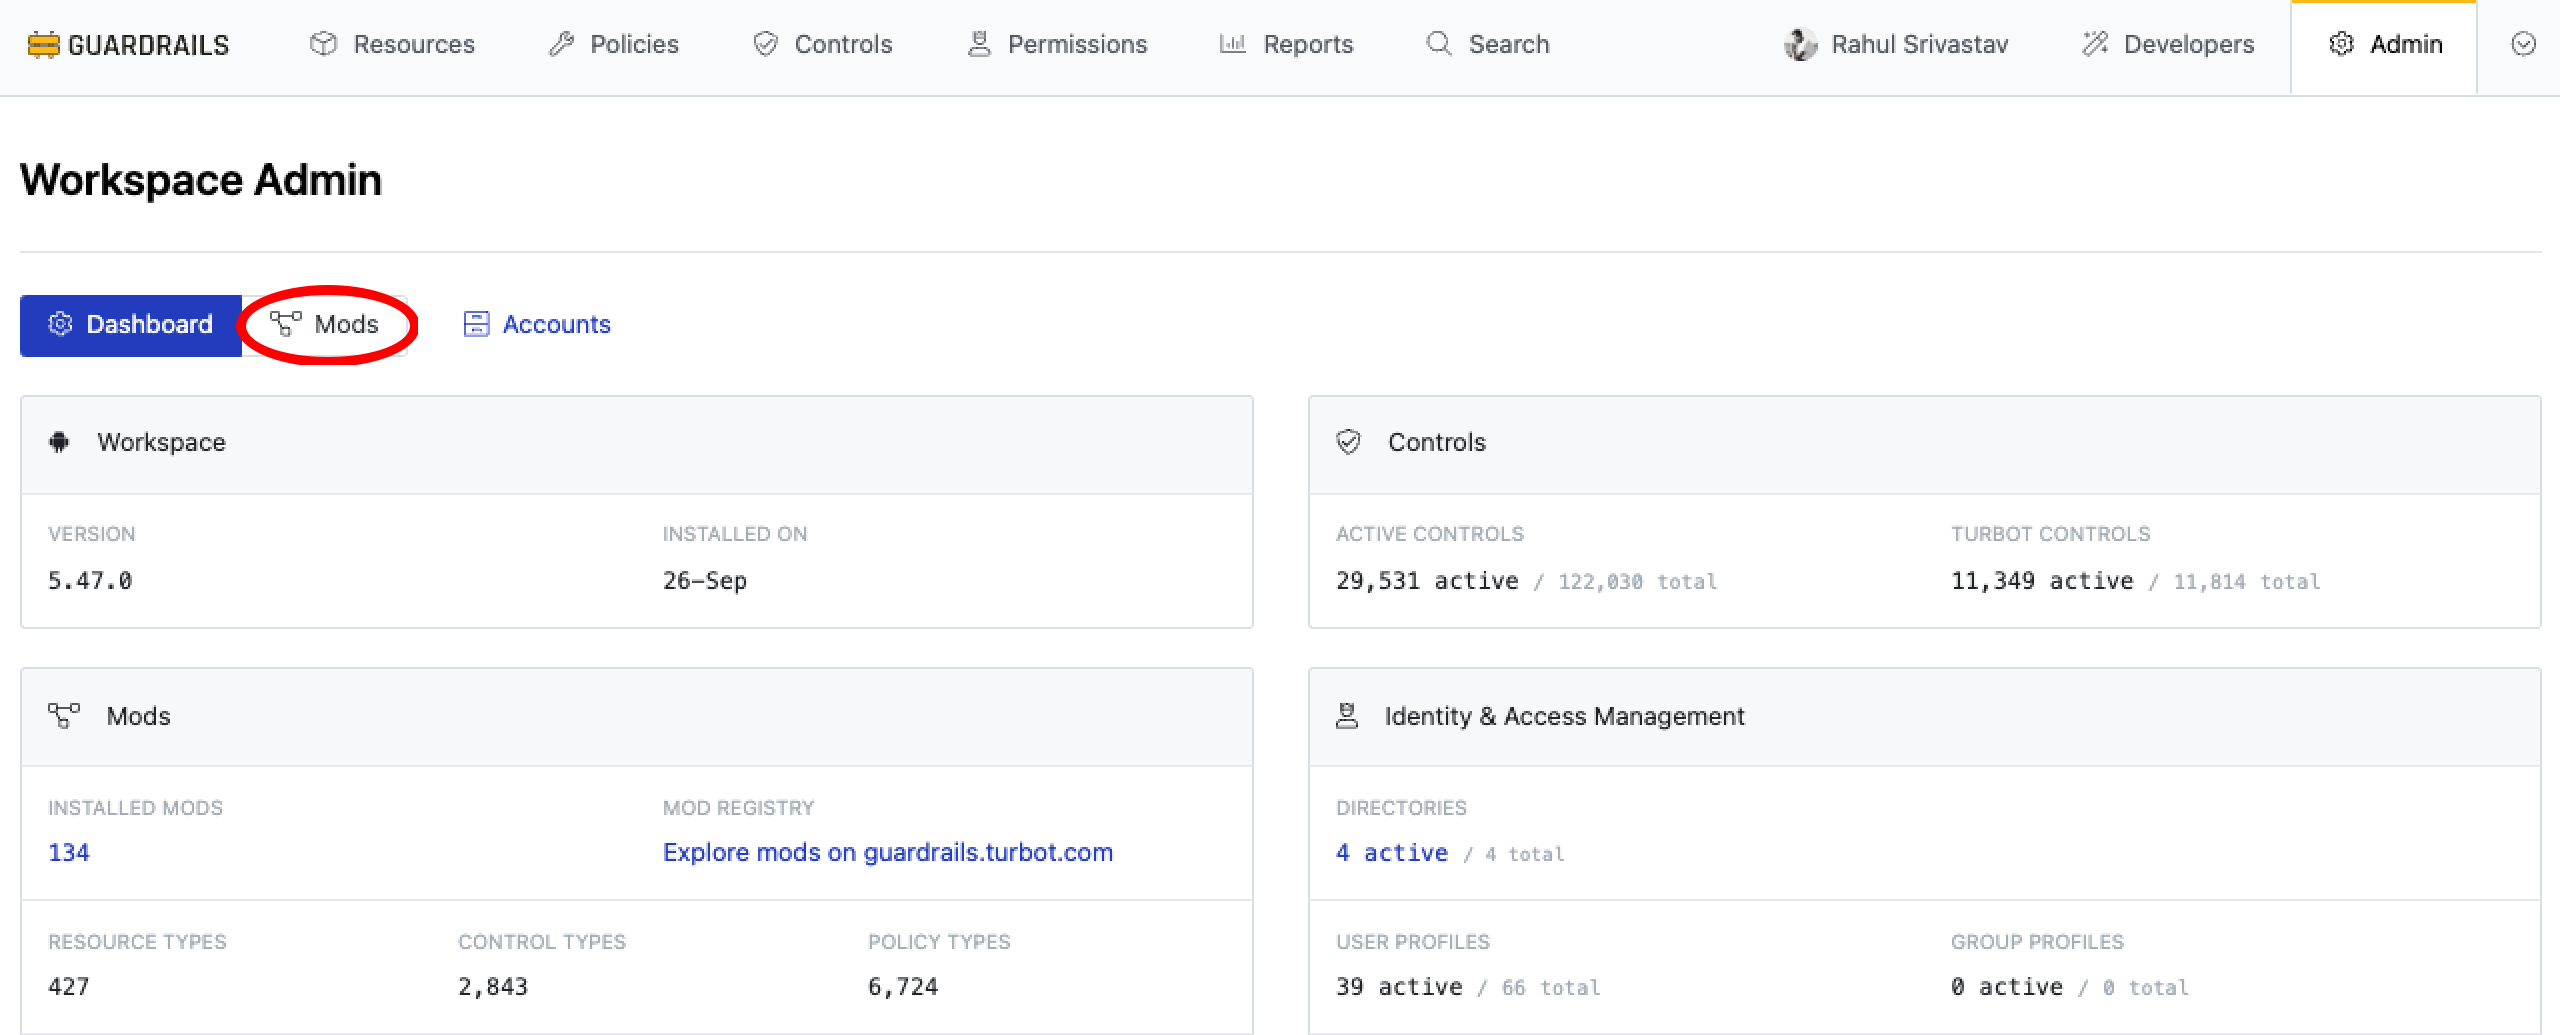 GUARDRAILS Resources Policies Controls Permissions Reports Search Rahul Srivastav Developers Admin
Workspace Admin
Dashboard Mods Accounts
Workspace
VERSION INSTALLED ON
5.47.0 26-Sep
Controls
ACTIVE CONTROLS TURBOT CONTROLS
29,531 active / 122,030 total 11,349 active / 11,814 total
Mods
INSTALLED MODS MOD REGISTRY
134 Explore mods on guardrails.turbot.com
RESOURCE TYPES CONTROL TYPES POLICY TYPES
427 2,843 6,724
Identity & Access Management
DIRECTORIES
4 active / 4 total
USER PROFILES GROUP PROFILES
39 active / 66 total 0 active / 0 total